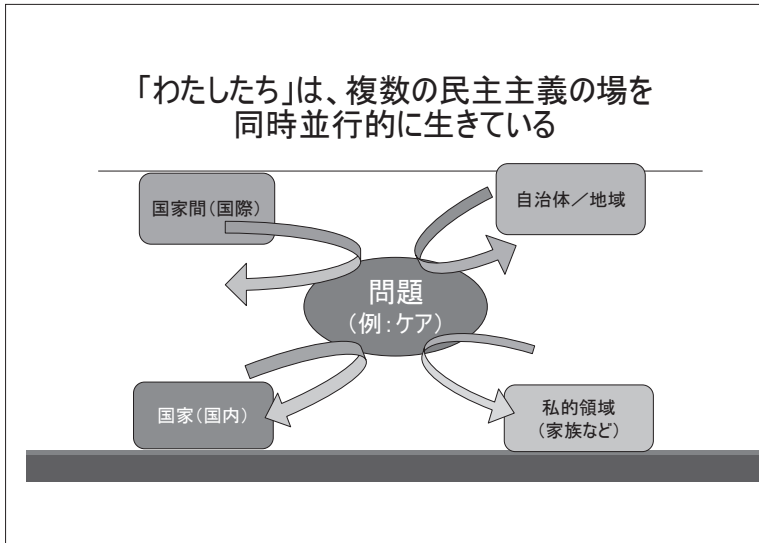 「わたしたち」は、複数の民主主義の場を
同時並行的に生きている
国家間(国際)
自治体／地域
問題
(例:ケア)
国家(国内)
私的領域
(家族など)